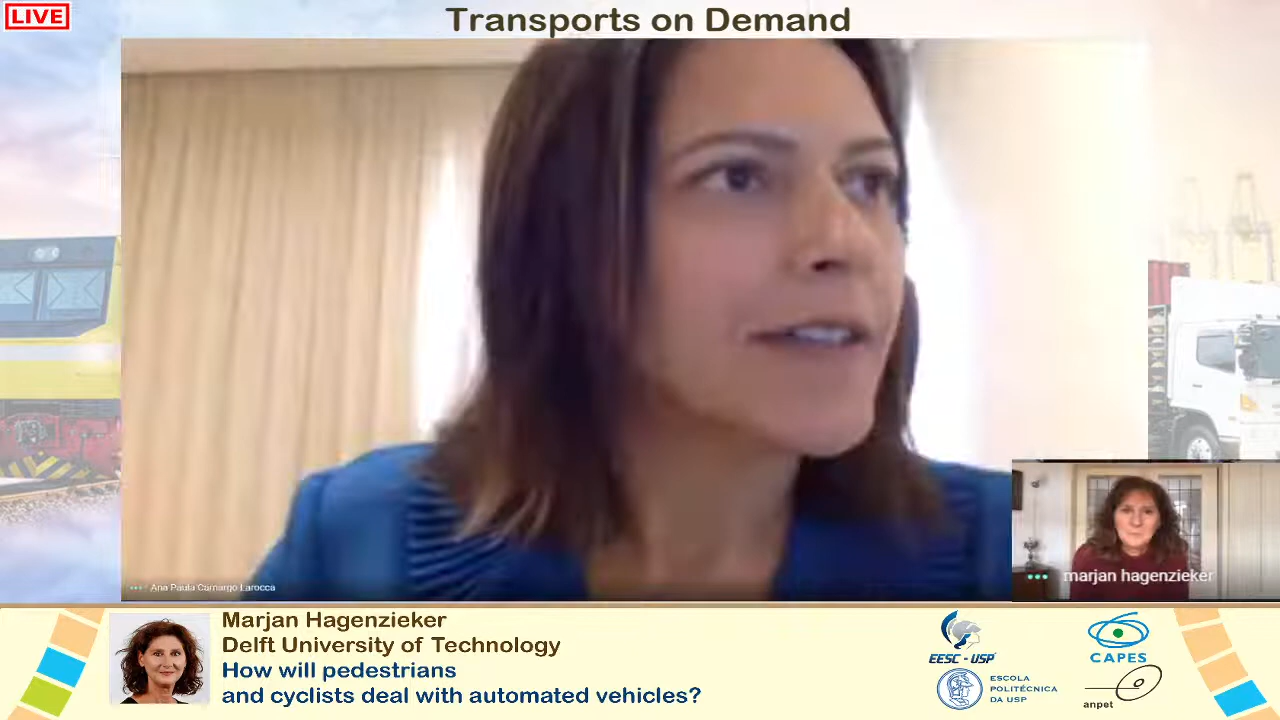 LIVE
Transports on Demand
Ana Paula Camargo Larocca
marjan hagenzieker
Marjan Hagenzieker
Delft University of Technology
How will pedestrians
and cyclists deal with automated vehicles?
EESC - USP
CAPES
ESCOLA
POLITÉCNICA
DA USP
anpet